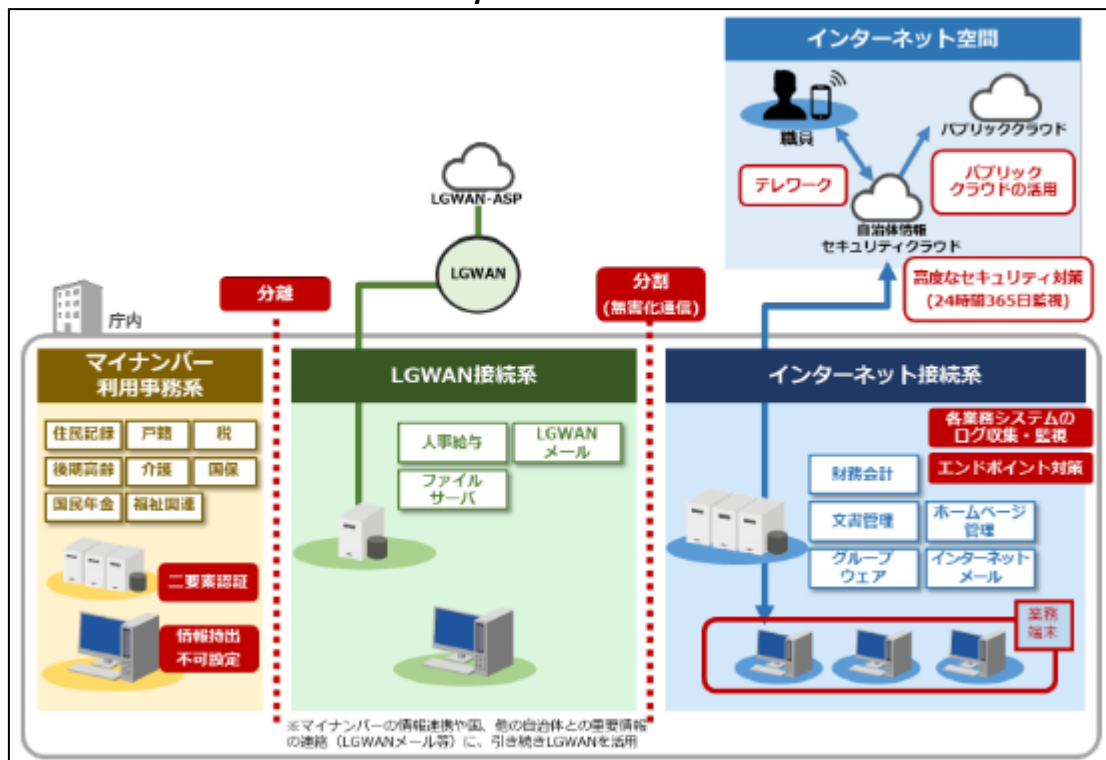 インターネット空間
職員
パブリッククラウド
テレワーク
パブリック
クラウドの活用
自治体情報
セキュリティクラウド
LGWAN-ASP
LGWAN
分離
分割
(無害化通信)
高度なセキュリティ対策
(24時間365日監視)
庁内
マイナンバー
利用事務系
住民記録
戸籍
税
後期高齢
介護
国保
国民年金
福祉関連
二要素認証
情報持出
不可設定
LGWAN接続系
人事給与
LGWAN
メール
ファイル
サーバ
インターネット接続系
各業務システムの
ログ収集・監視
エンドポイント対策
財務会計
文書管理
ホームページ
管理
グループ
ウェア
インターネット
メール
業務
端末
※マイナンバーの情報連携や国、他の自治体との重要情報
の連絡（LGWANメール等）に、引き続きLGWANを活用